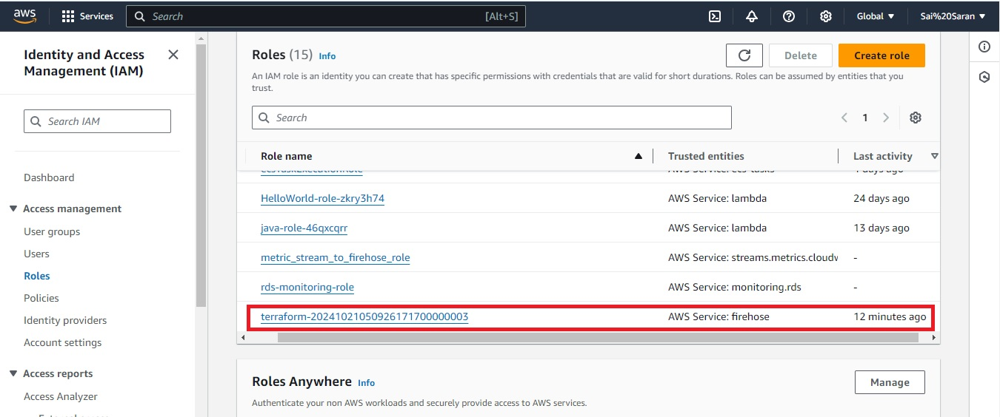 aws
Services
Search
[Alt+S]
Global
Sai%20Saran
Identity and Access
Management (IAM)
Search IAM
Dashboard
Access management
User groups
Users
Roles
Policies
Identity providers
Account settings
Access reports
Access Analyzer
Roles (15) Info
Delete
Create role
An IAM role is an identity you can create that has specific permissions with credentials that are valid for short durations. Roles can be assumed by entities that you
trust.
Search
1
Role name
Trusted entities
Last activity
ecsTaskExecutionRole
AWS Service: ecs-tasks
HelloWorld-role-zkry3h74
AWS Service: lambda
24 days ago
java-role-46qxcqrr
AWS Service: lambda
13 days ago
metric_stream_to_firehose_role
AWS Service: streams.metrics.cloudw
-
rds-monitoring-role
AWS Service: monitoring.rds
-
terraform-20241021050926171700000003
AWS Service: firehose
12 minutes ago
Roles Anywhere Info
Manage
Authenticate your non AWS workloads and securely provide access to AWS services.